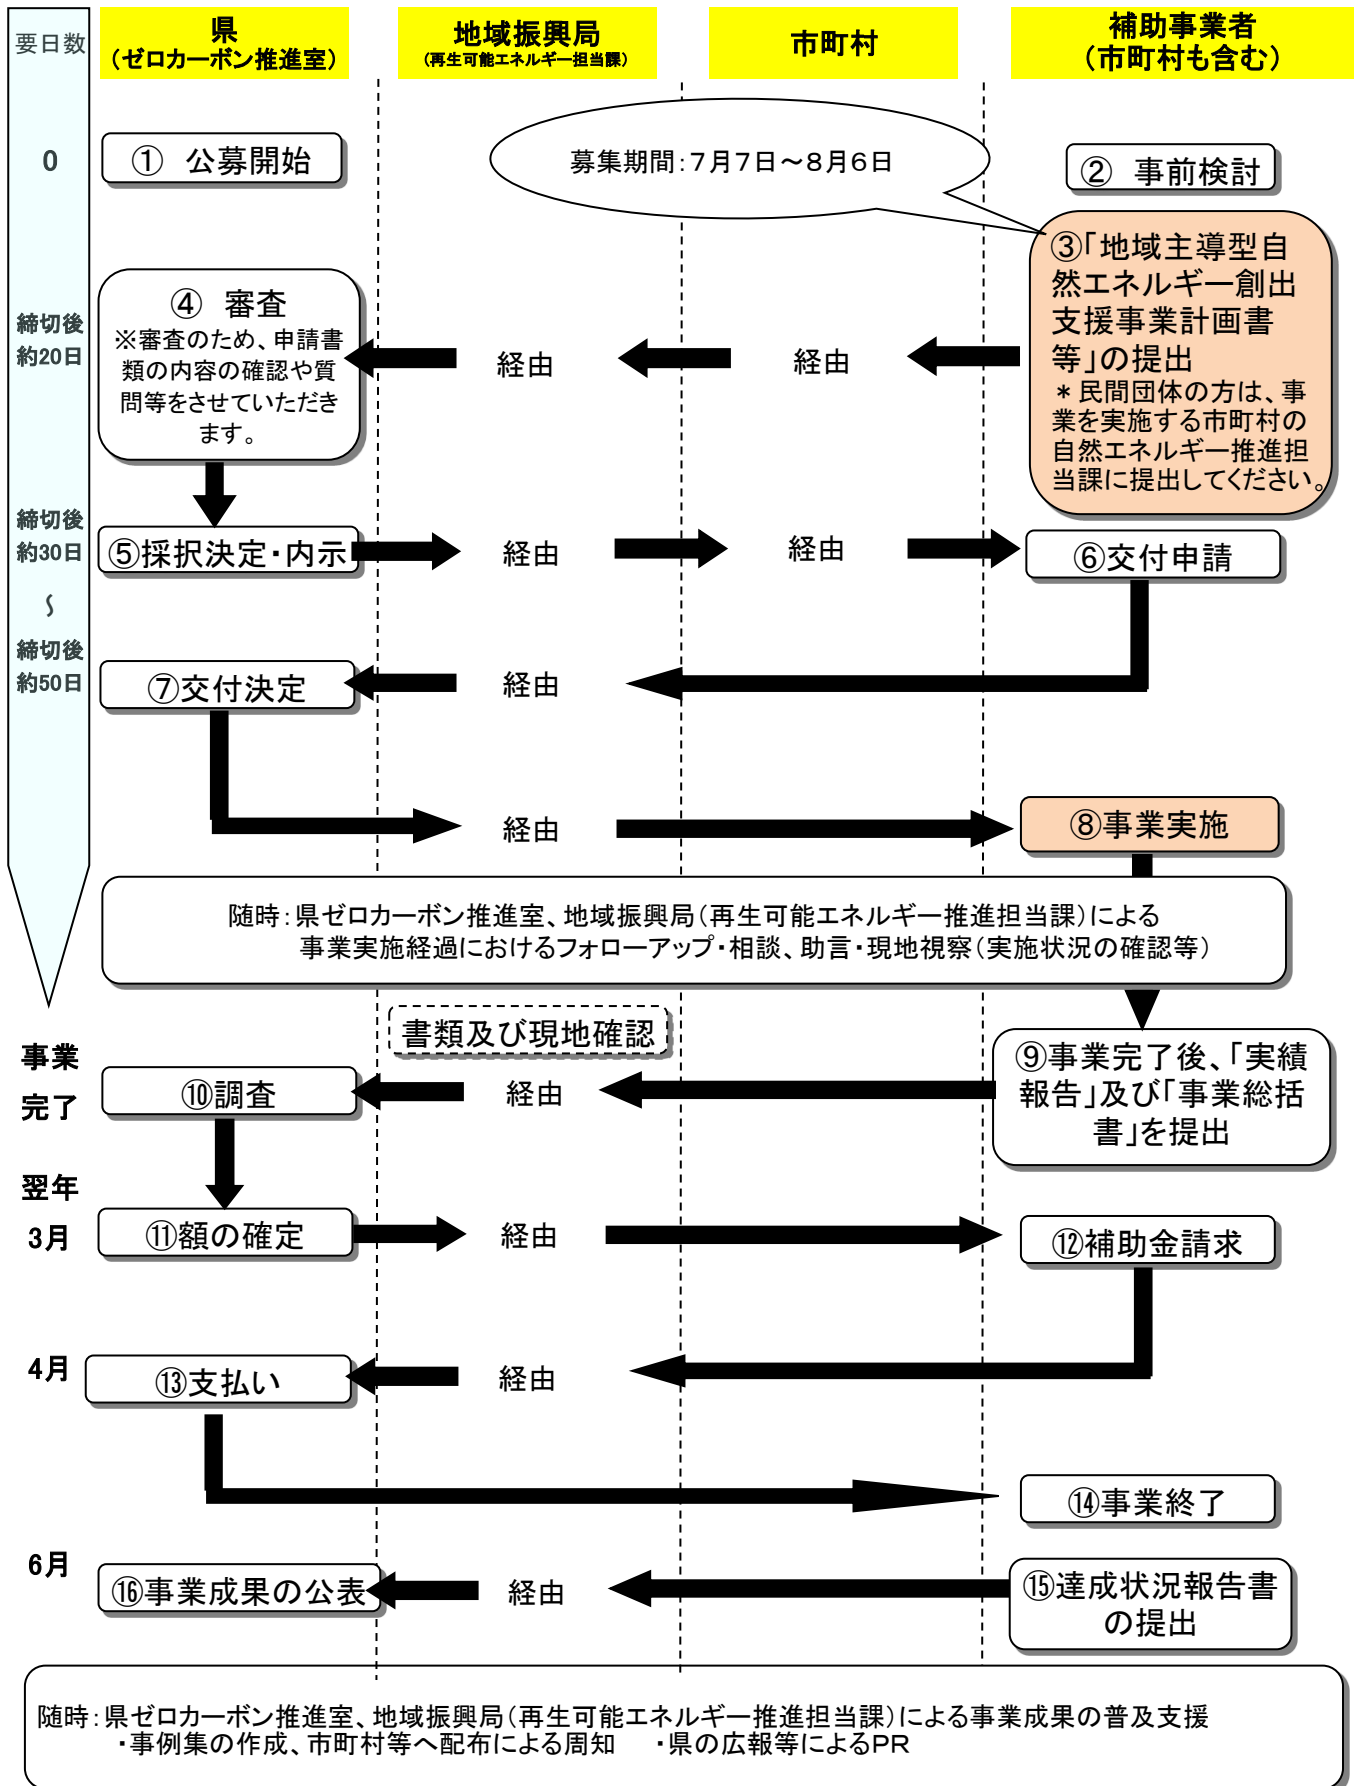 要日数
県
（ゼロカーボン推進室）
地域振興局
（再生可能エネルギー担当課）
市町村
補助事業者
（市町村も含む）
0
① 公募開始
募集期間：７月７日～８月６日
② 事前検討
③「地域主導型自
然エネルギー創出
支援事業計画書
等」の提出
＊民間団体の方は、事
業を実施する市町村の
自然エネルギー推進担
当課に提出してください。
締切後
約20日
④ 審査
※審査のため、申請書
類の内容の確認や質
問等をさせていただき
ます。
経由
経由
締切後
約30日
⑤採択決定・内示
経由
経由
⑥交付申請
～
締切後
約50日
⑦交付決定
経由
経由
⑧事業実施
随時：県ゼロカーボン推進室、地域振興局（再生可能エネルギー推進担当課）による
事業実施経過におけるフォローアップ・相談、助言・現地視察（実施状況の確認等）
書類及び現地確認
事業
完了
⑩調査
経由
⑨事業完了後、「実績
報告」及び「事業総括
書」を提出
翌年
3月
⑪額の確定
経由
⑫補助金請求
4月
⑬支払い
経由
⑭事業終了
6月
⑯事業成果の公表
経由
⑮達成状況報告書
の提出
随時：県ゼロカーボン推進室、地域振興局（再生可能エネルギー推進担当課）による事業成果の普及支援
・事例集の作成、市町村等へ配布による周知　・県の広報等によるＰＲ